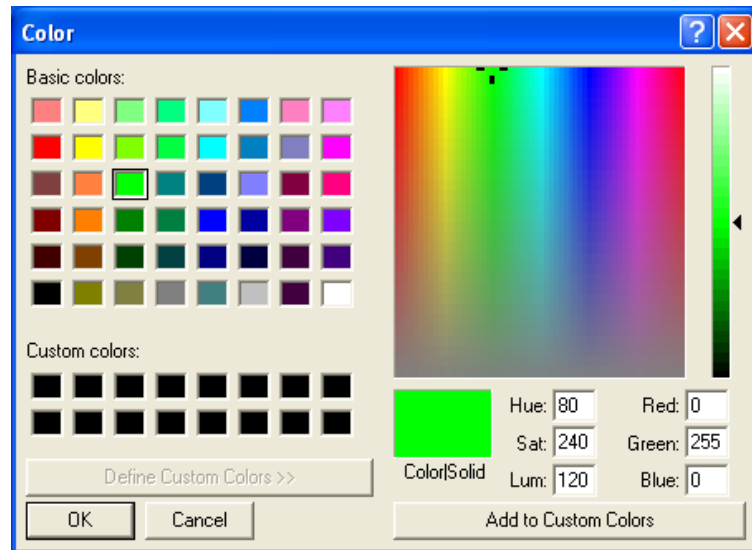 Color
Basic colors:
Custom colors:
Define Custom Colors >>
OK Cancel
Color|Solid
Hue: 80 Red: 0
Sat: 240 Green: 255
Lum: 120 Blue: 0
Add to Custom Colors